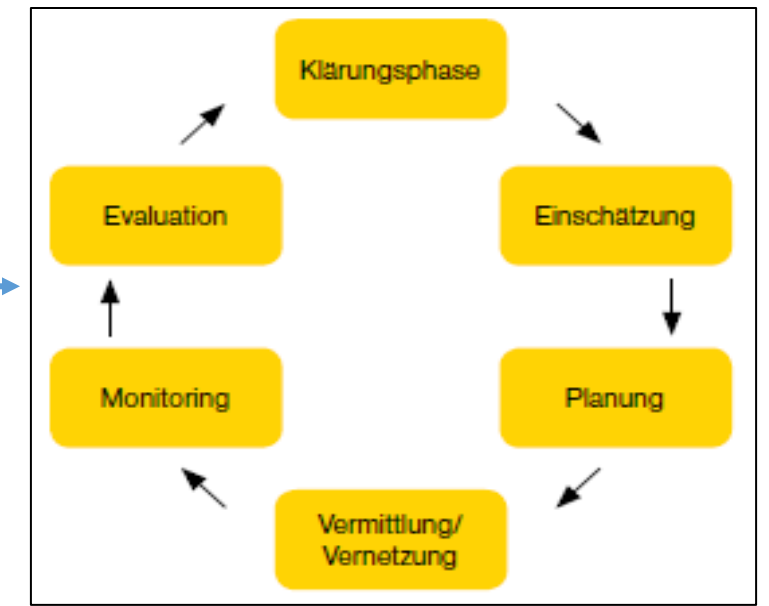 Klärungsphase
Einschätzung
Planung
Vermittlung/
Vernetzung
Monitoring
Evaluation